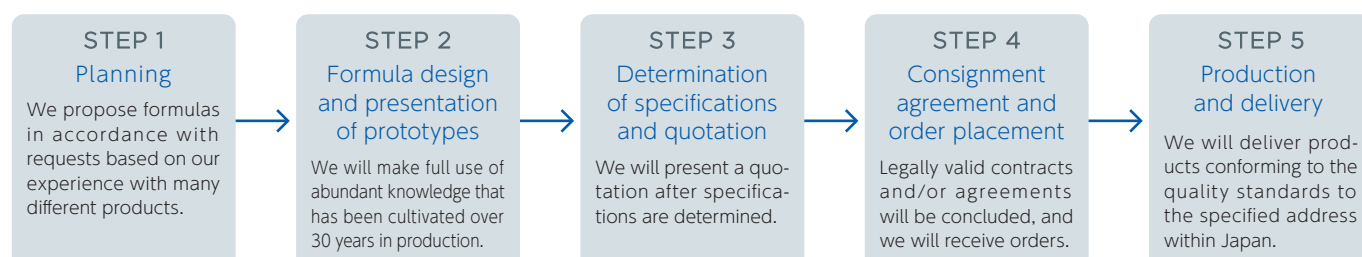 STEP 1
Planning
We propose formulas
in accordance with
requests based on our
experience with many
different products.
STEP 2
Formula design
and presentation
of prototypes
We will make full use of
abundant knowledge that
has been cultivated over
30 years in production.
STEP 3
Determination
of specifications
and quotation
We will present a quo-
tation after specifica-
tions are determined.
STEP 4
Consignment
agreement and
order placement
Legally valid contracts
and/or agreements
will be concluded, and
we will receive orders.
STEP 5
Production
and delivery
We will deliver prod-
ucts conforming to the
quality standards to
the specified address
within Japan.